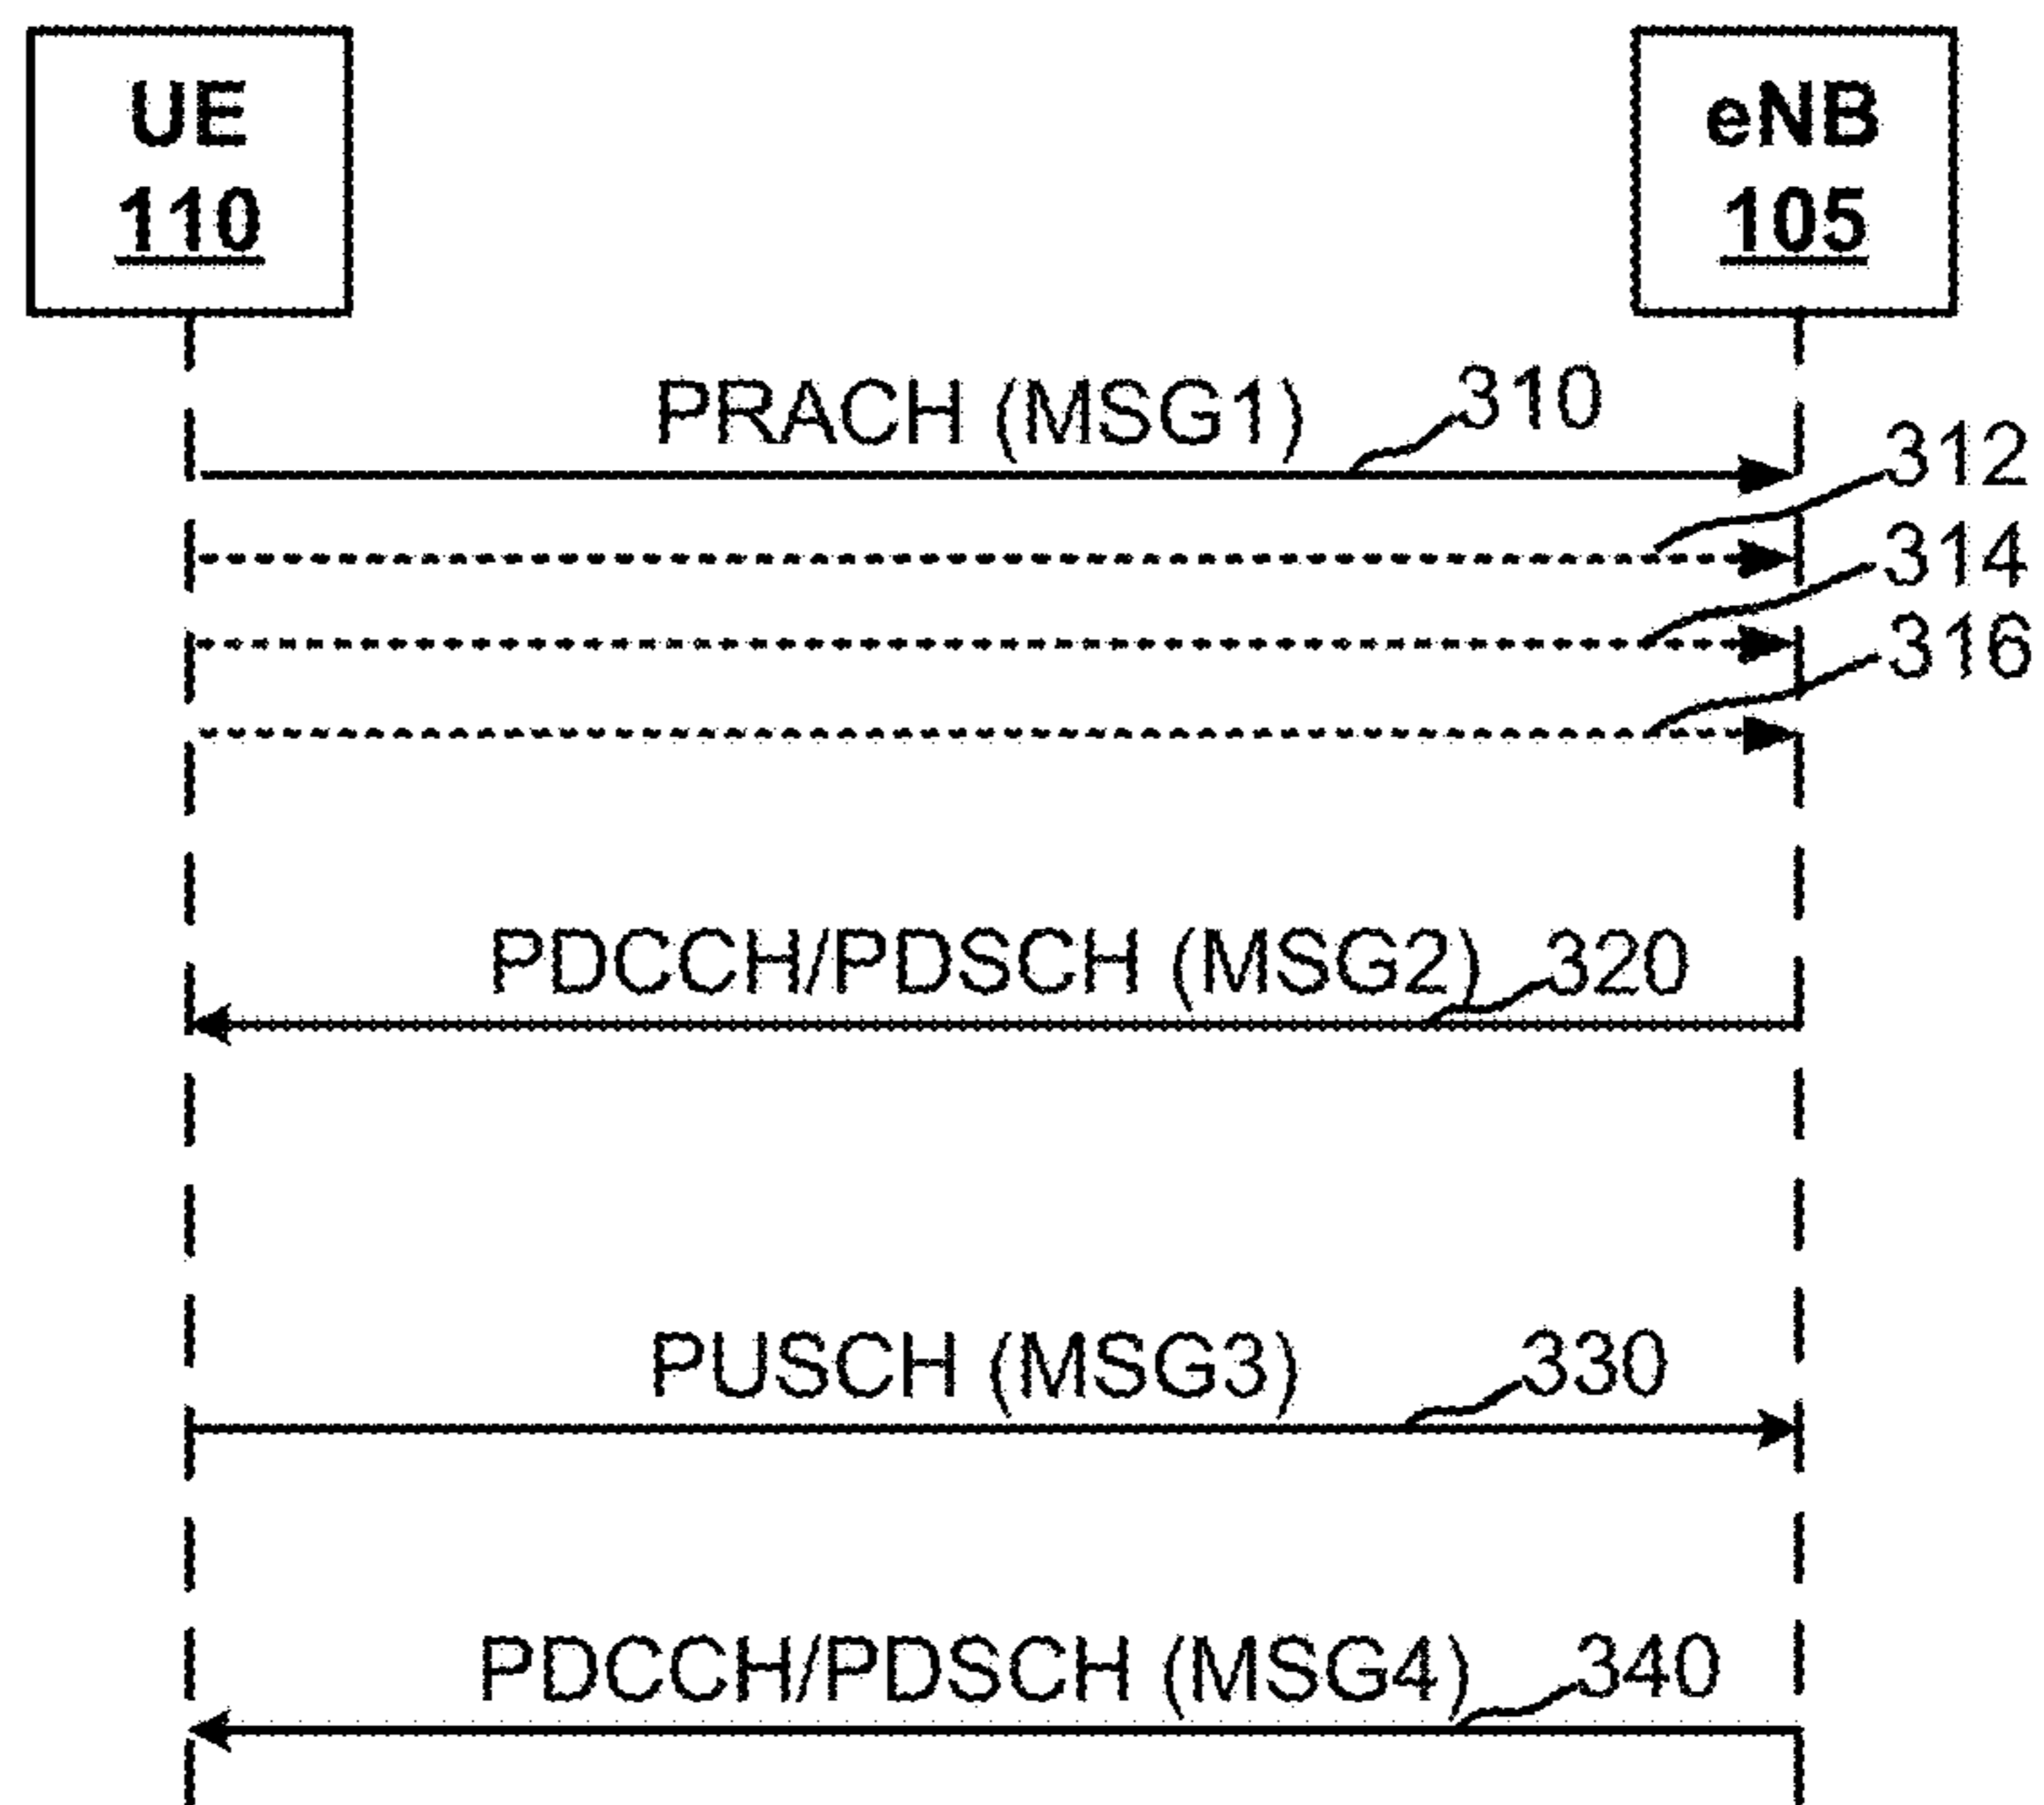 UE
110
eNB
105
PRACH (MSG1)
310
312
314
316
PDCCH/PDSCH (MSG2)
320
PUSCH (MSG3)
330
PDCCH/PDSCH (MSG4)
340